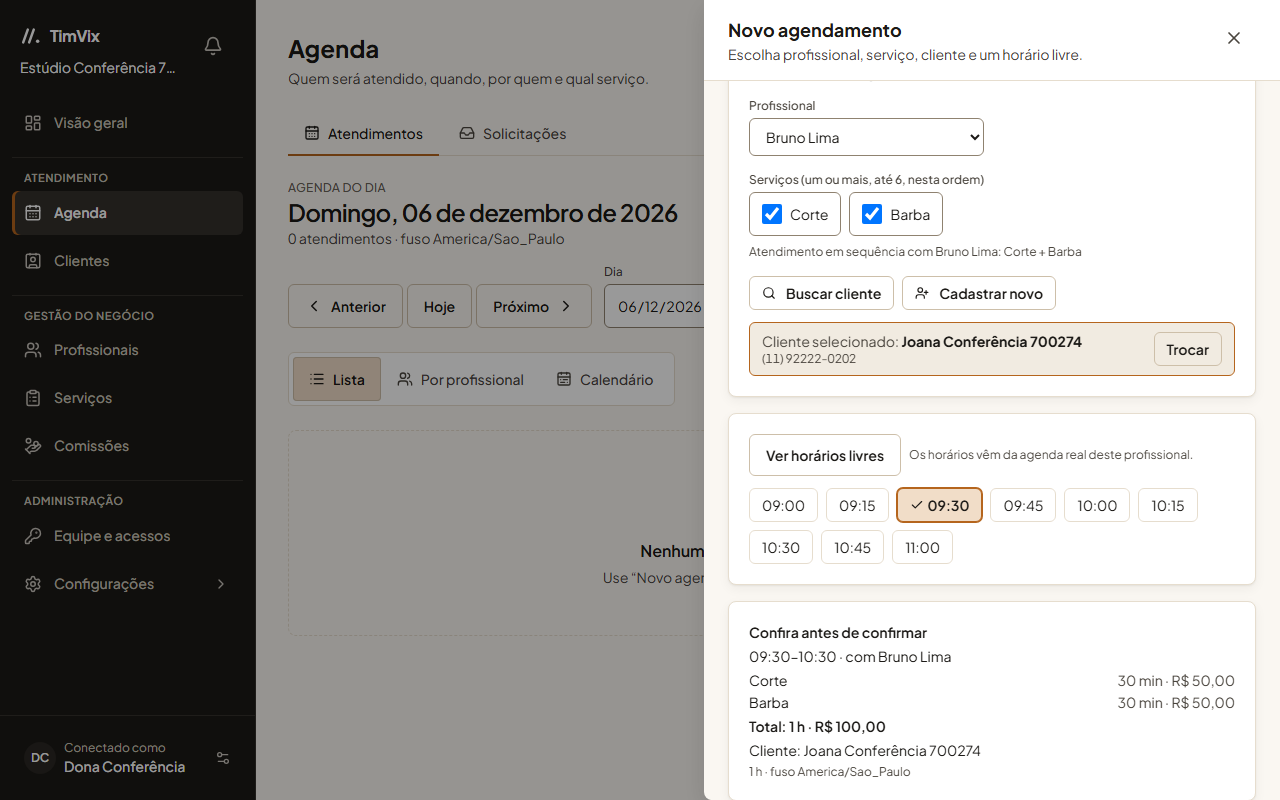 TimVix
Estúdio Conferência 7...
Visão geral
ATENDIMENTO
Agenda
Clientes
GESTÃO DO NEGÓCIO
Profissionais
Serviços
Comissões
ADMINISTRAÇÃO
Equipe e acessos
Configurações
DC
Conectado como
Dona Conferência
Agenda
Quem será atendido, quando, por quem e qual serviço.
Atendimentos
Solicitações
AGENDA DO DIA
Domingo, 06 de dezembro de 2026
0 atendimentos · fuso America/Sao_Paulo
Dia
Anterior
Hoje
Próximo
06/12/2026
Lista
Por profissional
Calendário
Nenhum
Use “Novo agen
Novo agendamento
Escolha profissional, serviço, cliente e um horário livre.
Profissional
Bruno Lima
Serviços (um ou mais, até 6, nesta ordem)
Corte
Barba
Atendimento em sequência com Bruno Lima: Corte + Barba
Buscar cliente
Cadastrar novo
Cliente selecionado: Joana Conferência 700274
(11) 92222-0202
Trocar
Ver horários livres
Os horários vêm da agenda real deste profissional.
09:00 09:15 09:30 09:45 10:00 10:15
10:30 10:45 11:00
Confira antes de confirmar
09:30–10:30 · com Bruno Lima
Corte 30 min · R$ 50,00
Barba 30 min · R$ 50,00
Total: 1 h · R$ 100,00
Cliente: Joana Conferência 700274
1 h · fuso America/Sao_Paulo